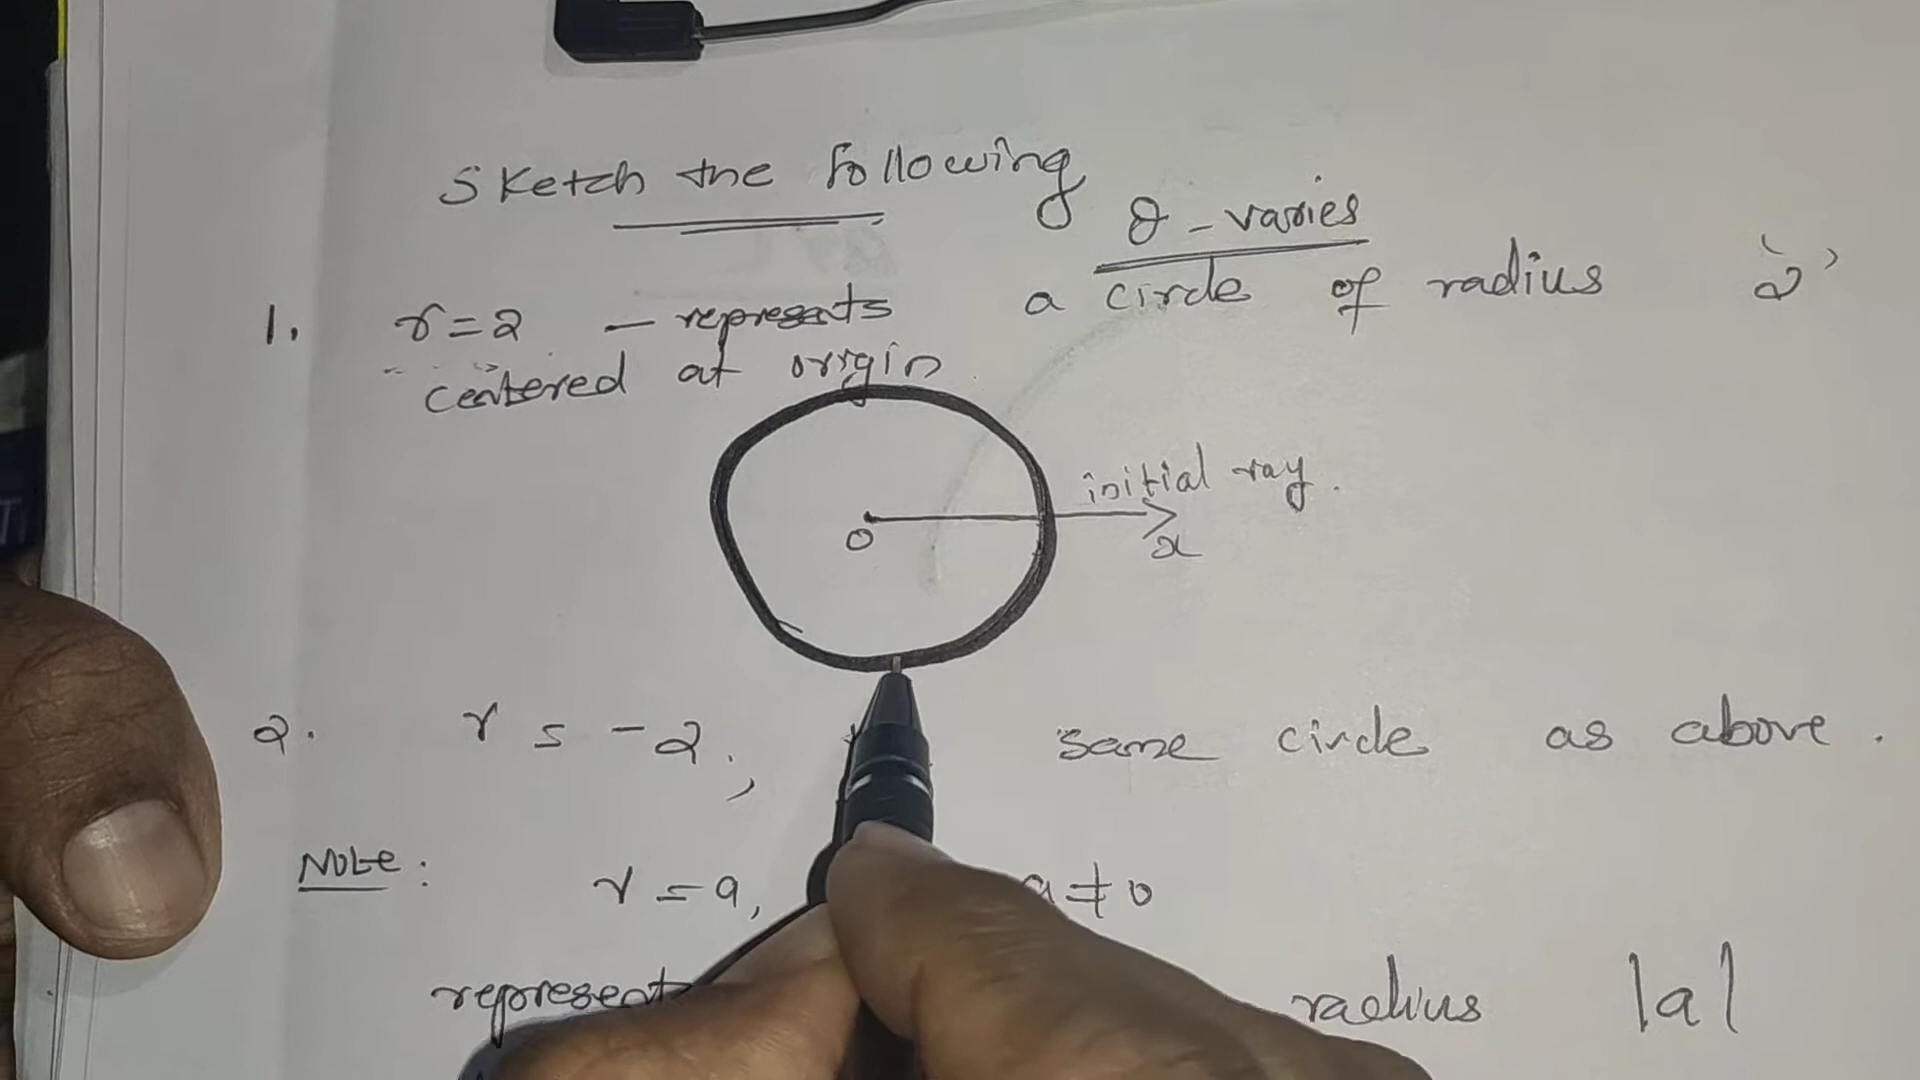 Sketch the following
θ - varies
1. r = 2 - represents a circle of radius '2'
centered at origin
initial ray.
0
x
2. r = -2, same circle as above.
Note: r = a, a ≠ 0
represent radius |a|